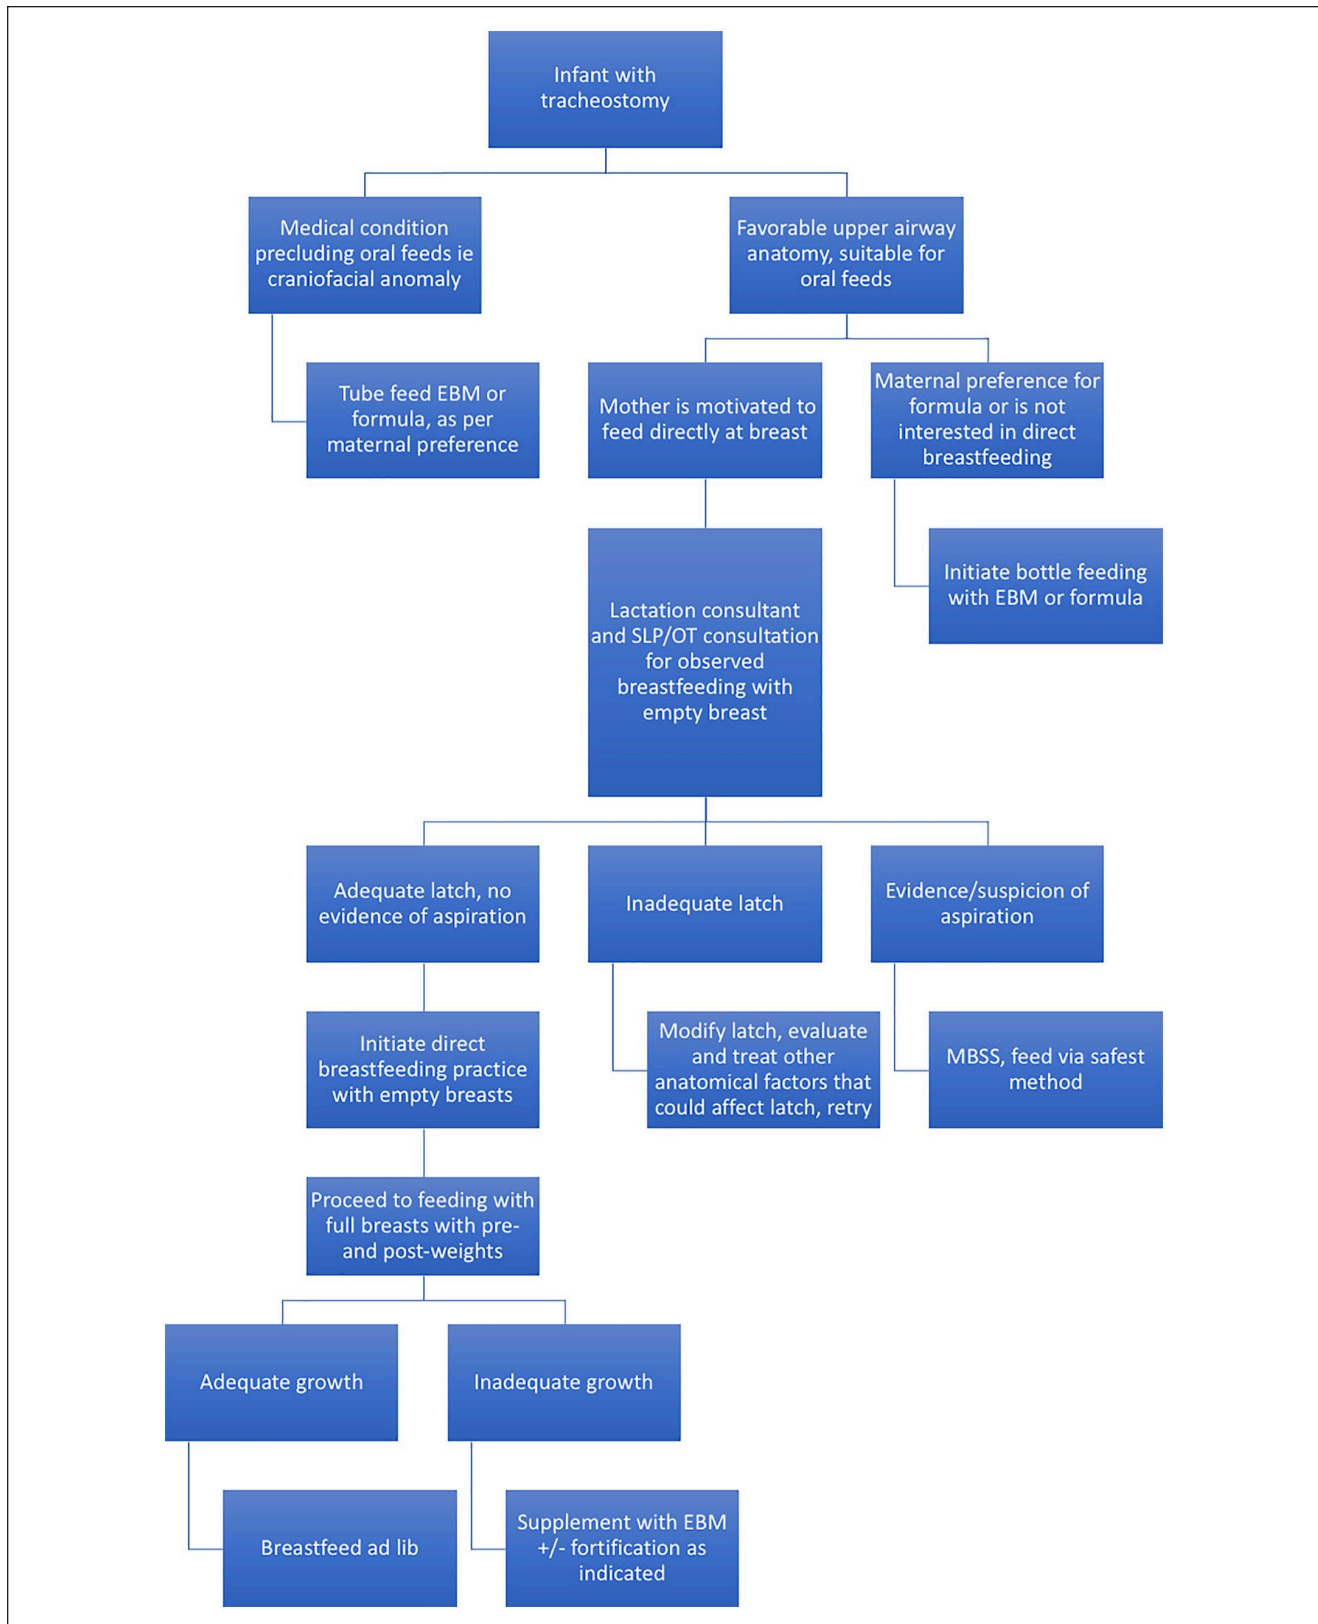 Infant with
tracheostomy
Medical condition
precluding oral feeds ie
craniofacial anomaly
Favorable upper airway
anatomy, suitable for
oral feeds
Tube feed EBM or
formula, as per
maternal preference
Mother is motivated to
feed directly at breast
Maternal preference for
formula or is not
interested in direct
breastfeeding
Lactation consultant
and SLP/OT consultation
for observed
breastfeeding with
empty breast
Initiate bottle feeding
with EBM or formula
Adequate latch, no
evidence of aspiration
Inadequate latch
Evidence/suspicion of
aspiration
Initiate direct
breastfeeding practice
with empty breasts
Modify latch, evaluate
and treat other
anatomical factors that
could affect latch, retry
MBSS, feed via safest
method
Proceed to feeding with
full breasts with pre-
and post-weights
Adequate growth
Inadequate growth
Breastfeed ad lib
Supplement with EBM
+/- fortification as
indicated